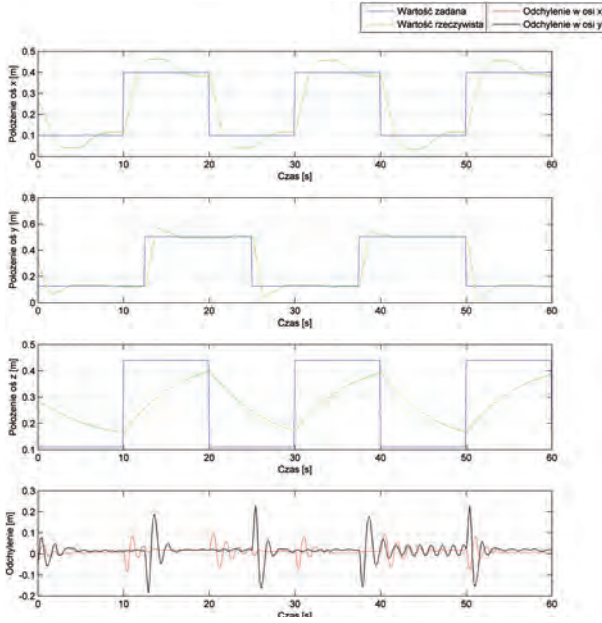 Wartość zadana
Wartość rzeczywista
Odchylenie w osi x
Odchylenie w osi y
Położenie oś x [m]
0.5
0.4
0.3
0.2
0.1
0
0 10 20 30 40 50 60
Czas [s]
Położenie oś y [m]
0.8
0.6
0.4
0.2
0
0 10 20 30 40 50 60
Czas [s]
Położenie oś z [m]
0.5
0.4
0.3
0.2
0.1
0 10 20 30 40 50 60
Czas [s]
Odchylenie [m]
0.3
0.2
0.1
0
-0.1
-0.2
0 10 20 30 40 50 60
Czas [s]